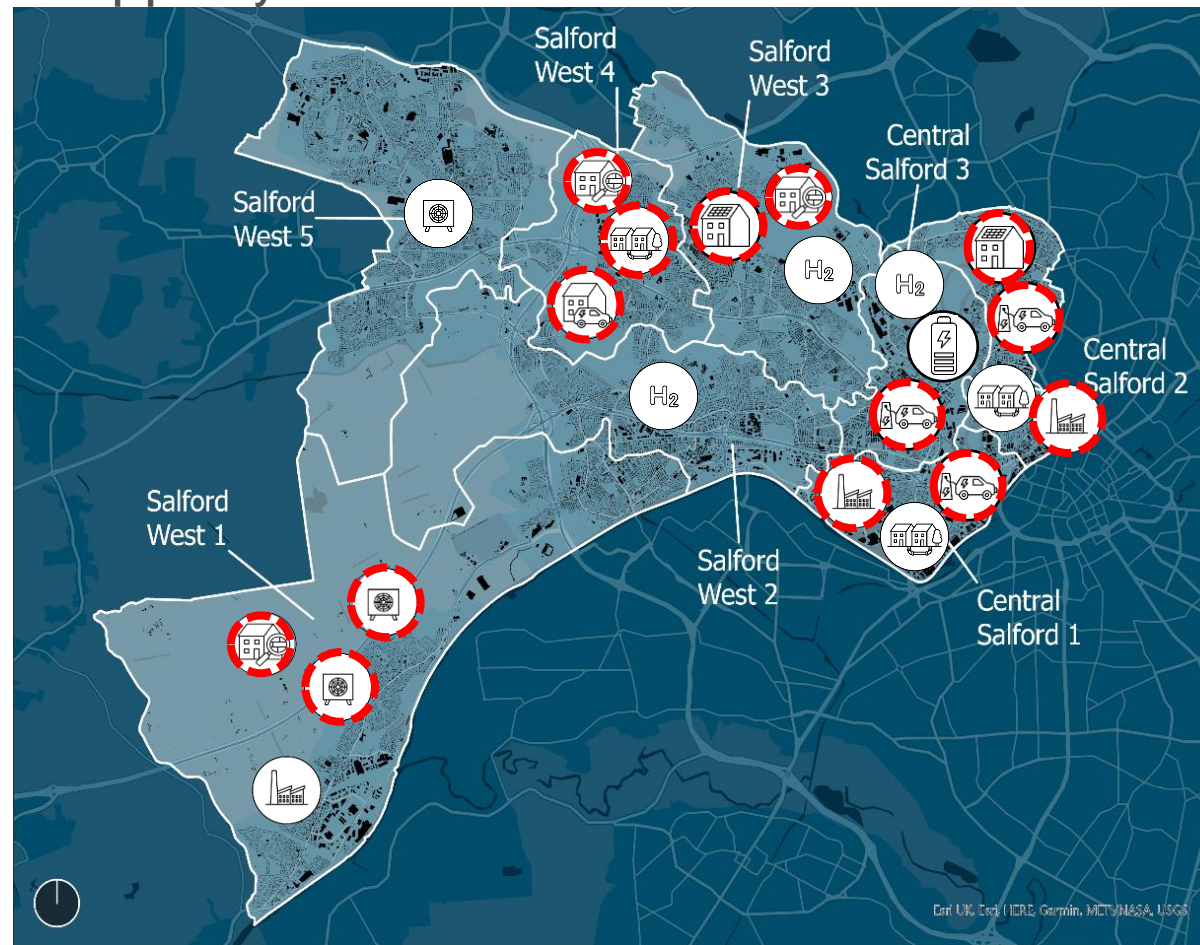 Salford
West 4
Salford
West 3
Central
Salford 3
Salford
West 5
H₂
H₂
Central
Salford 2
H₂
Salford
West 1
Salford
West 2
Central
Salford 1
Esri UK, Esri, HERE, Garmin, METI/NASA, USGS